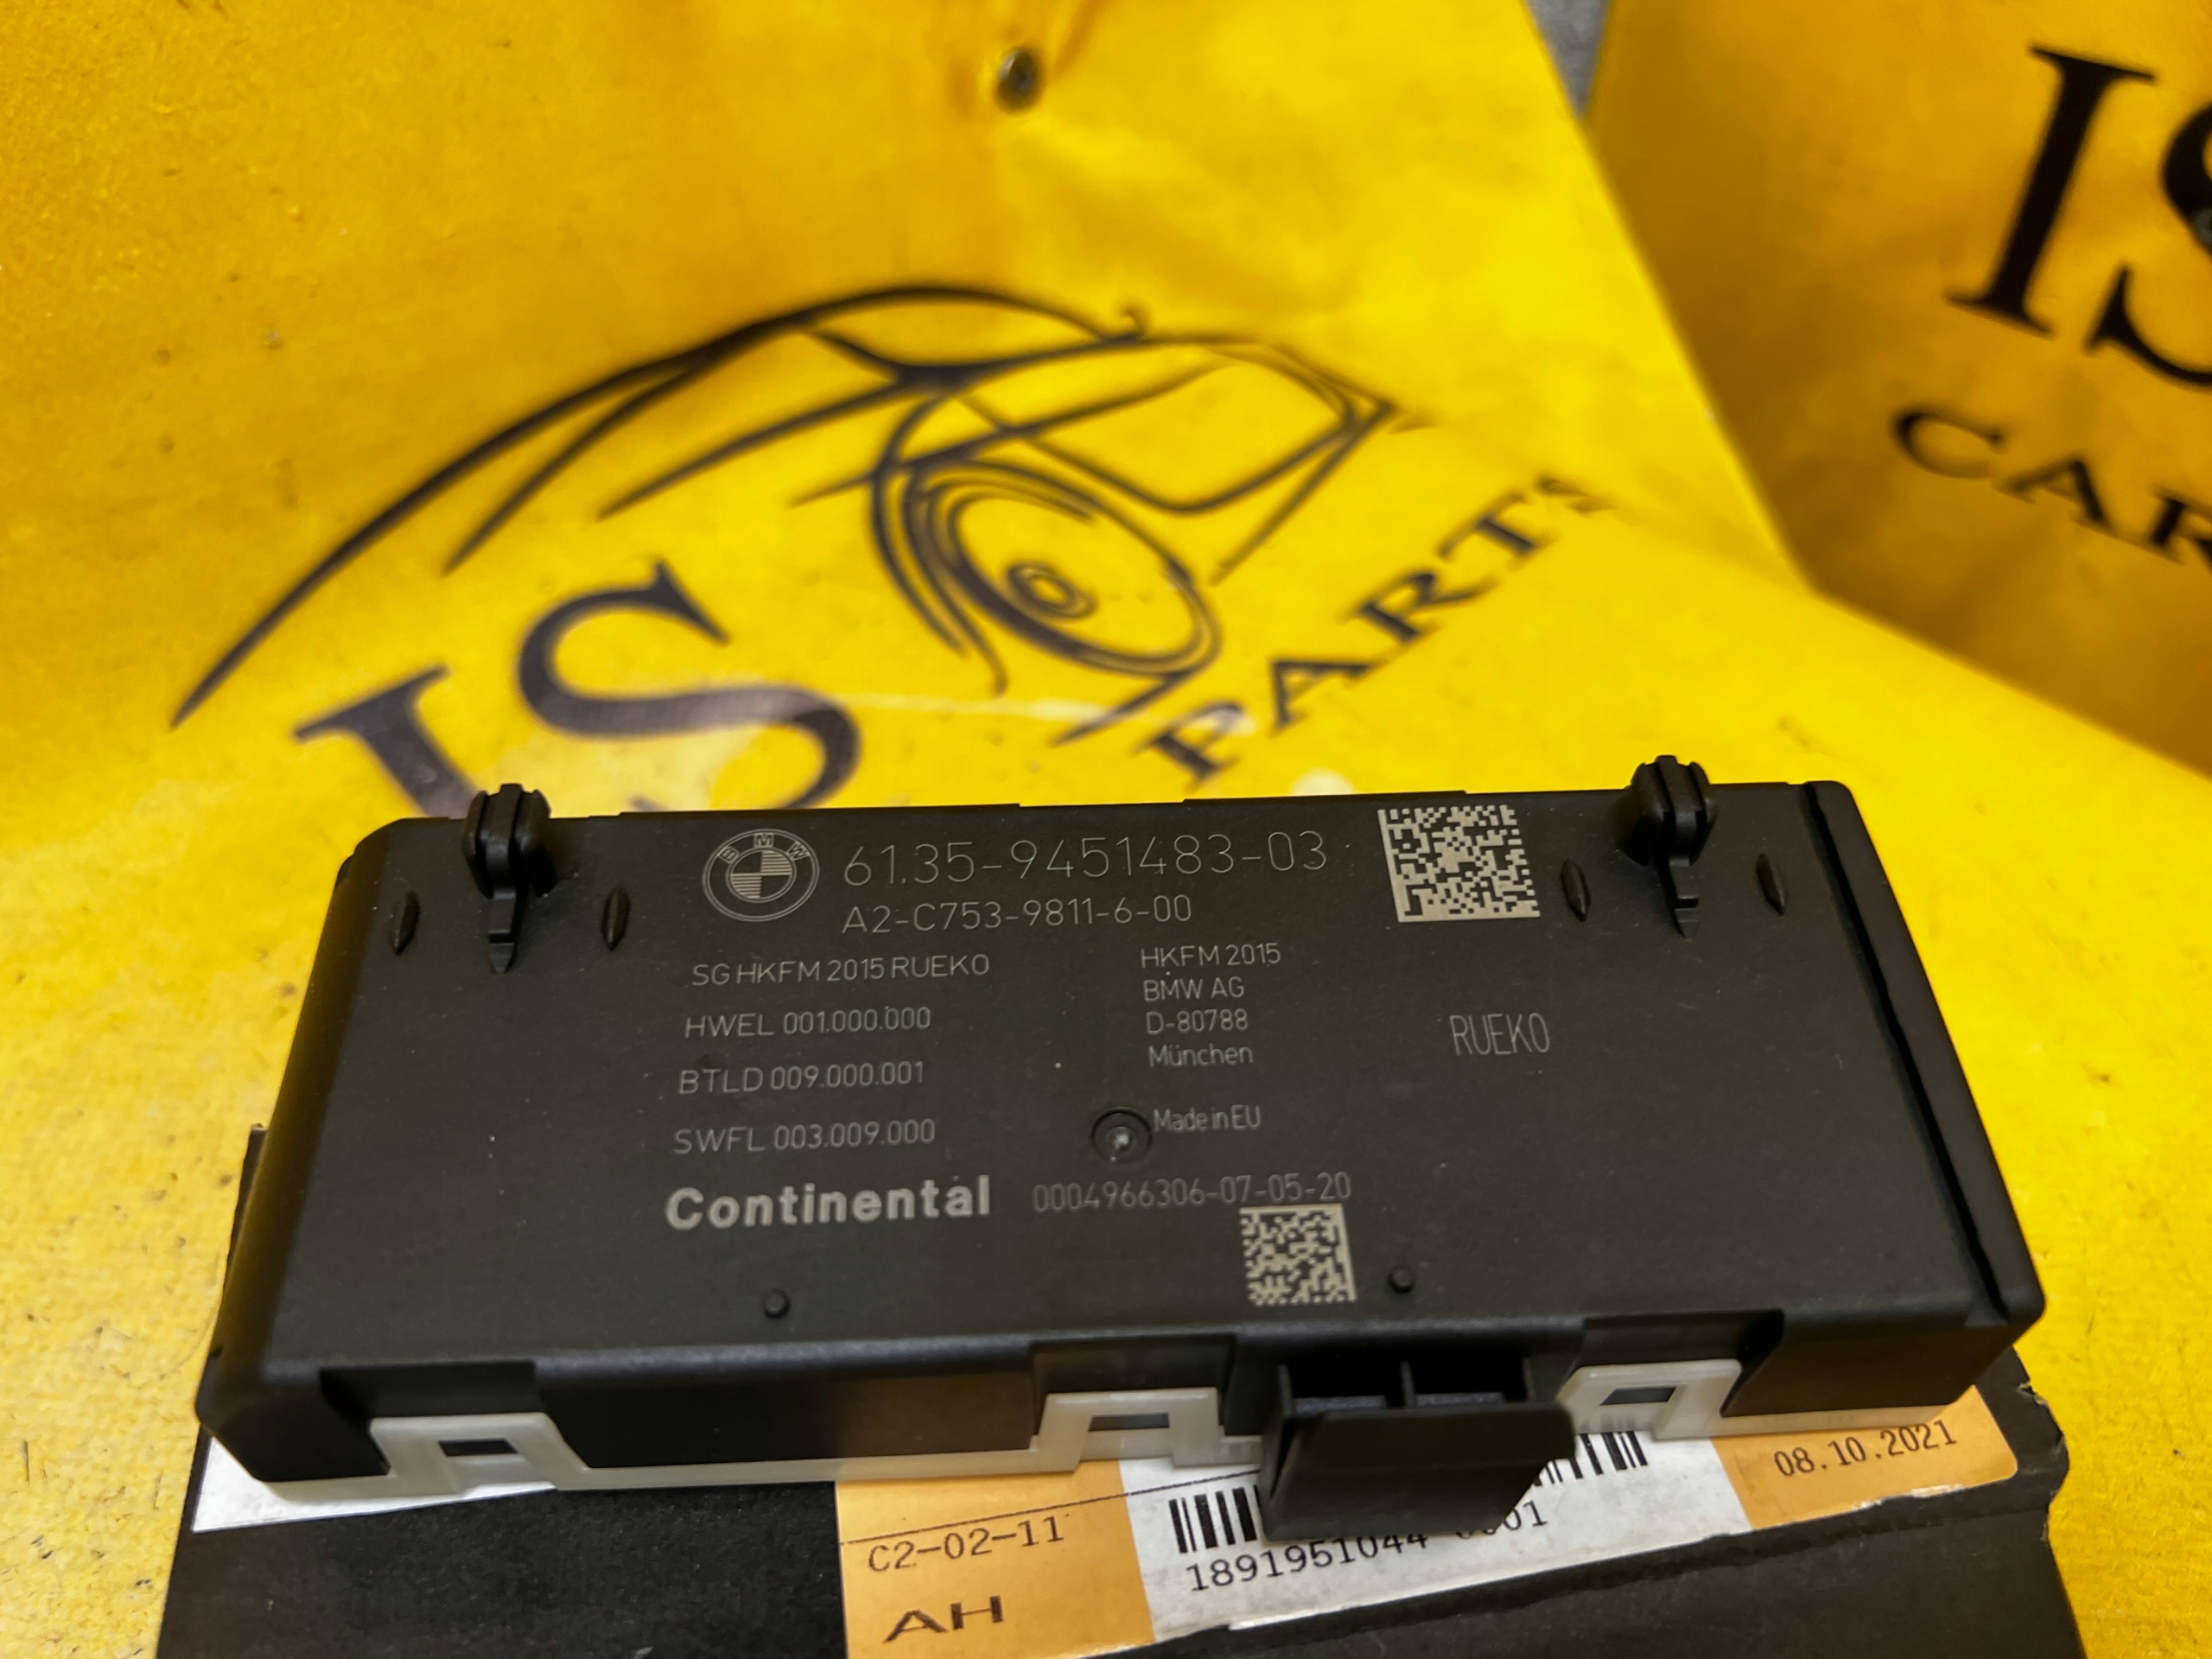 IS
PARTS
IS
CAR
BMW
61.35-9451483-03
A2-C753-9811-6-00
SG HKFM 2015 RUEKO
HWEL 001.000.000
BTLD 009.000.001
SWFL 003.009.000
HKFM 2015
BMW AG
D-80788
München
Made in EU
RUEKO
Continental
0004966306-07-05-20
08.10.2021
C2-02-11
1891951044
AH